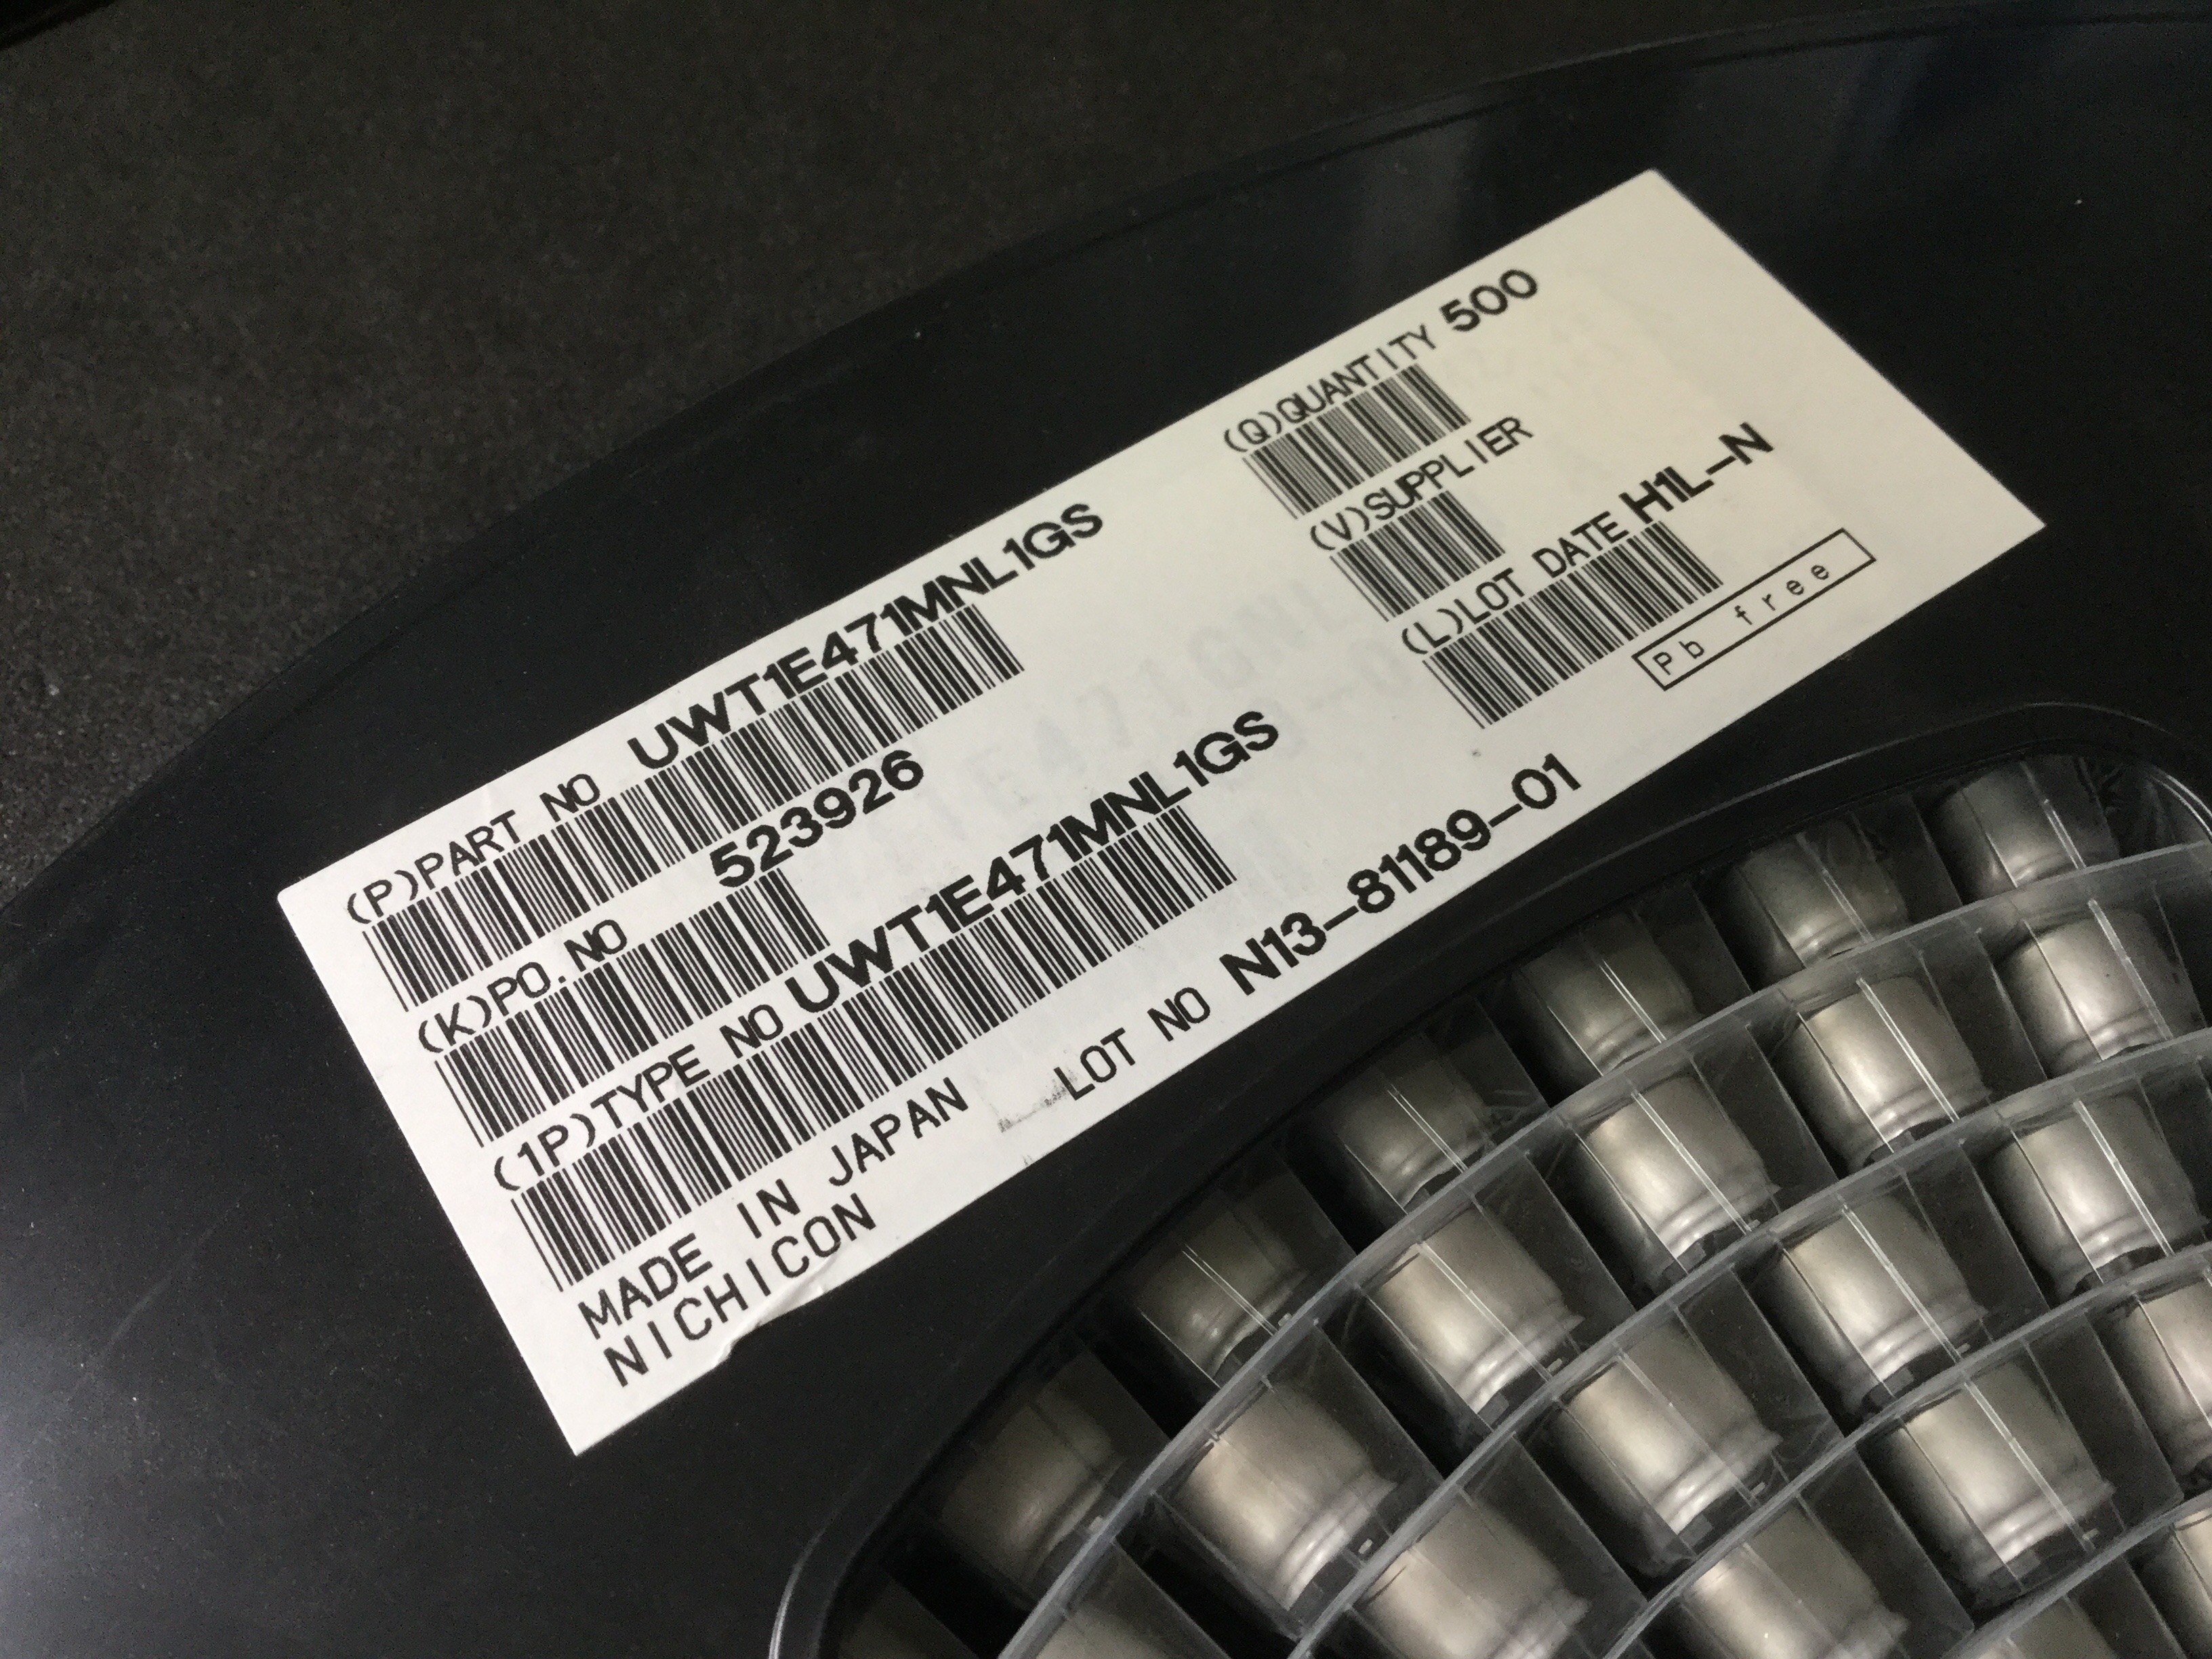 (P)PART NO UWT1E471MNL1GS
(K)PO.NO 523926
(1P)TYPE NO UWT1E471MNL1GS
MADE IN JAPAN LOT NO N13-81189-01
NICHICON
(Q)QUANTITY 500
(V)SUPPLIER
(L)LOT DATE H1L-N
Pb free